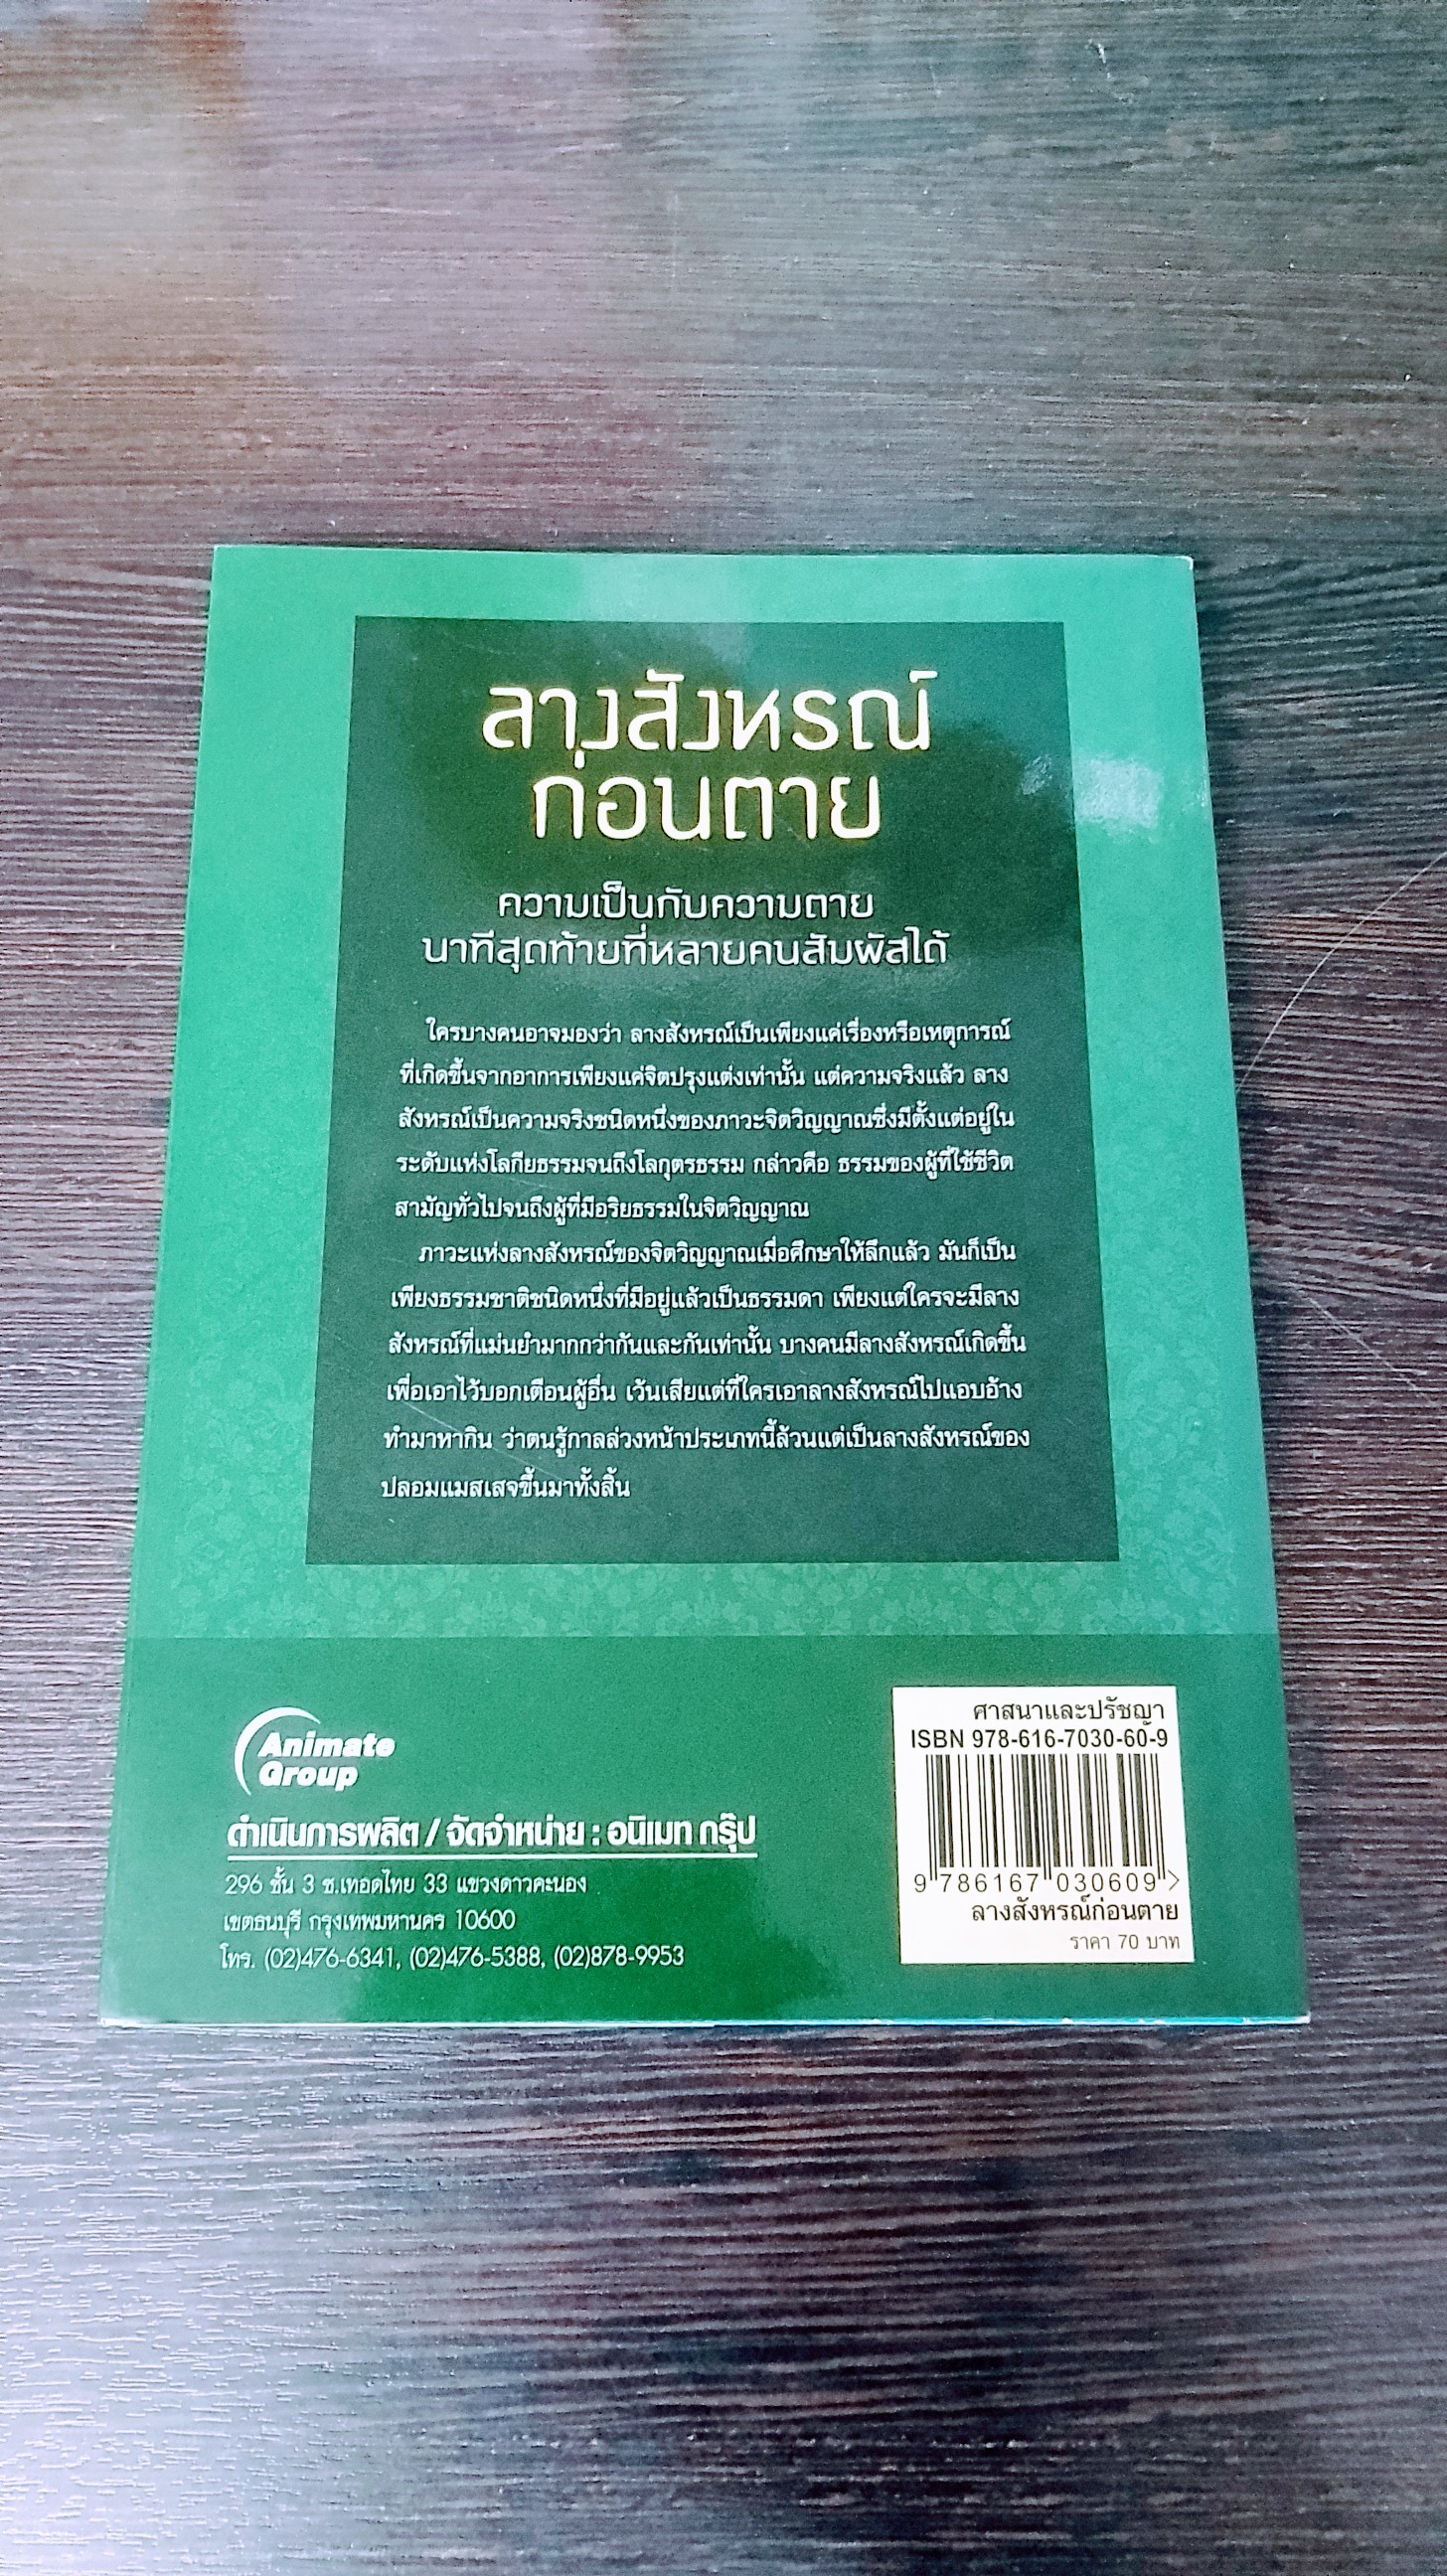 ลางสังหรณ์
ก่อนตาย
ความเป็นกับความตาย
นาทีสุดท้ายที่หลายคนสัมผัสได้
ใครบางคนอาจมองว่า ลางสังหรณ์เป็นเพียงแค่เรื่องหรือเหตุการณ์
ที่เกิดขึ้นจากอาการเพียงแค่จิตปรุงแต่งเท่านั้น แต่ความจริงแล้ว ลาง
สังหรณ์เป็นความจริงชนิดหนึ่งของภาวะจิตวิญญาณซึ่งมีตั้งแต่อยู่ใน
ระดับแห่งโลกียธรรมจนถึงโลกุตรธรรม กล่าวคือ ธรรมของผู้ที่ใช้ชีวิต
สามัญทั่วไปจนถึงผู้ที่มีอริยธรรมในจิตวิญญาณ
ภาวะแห่งลางสังหรณ์ของจิตวิญญาณเมื่อศึกษาให้ลึกแล้ว มันก็เป็น
เพียงธรรมชาติชนิดหนึ่งที่มีอยู่แล้วเป็นธรรมดา เพียงแต่ใครจะมีลาง
สังหรณ์ที่แม่นยำมากกว่ากันและกันเท่านั้น บางคนมีลางสังหรณ์เกิดขึ้น
เพื่อเอาไว้บอกเตือนผู้อื่น เว้นเสียแต่ที่ใครเอาลางสังหรณ์ไปแอบอ้าง
ทำมาหากิน ว่าตนรู้กาลล่วงหน้าประเภทนี้ล้วนแต่เป็นลางสังหรณ์ของ
ปลอมแมสเสจขึ้นมาทั้งสิ้น
Animate
Group
ดำเนินการผลิต / จัดจำหน่าย : อนิเมท กรุ๊ป
296 ชั้น 3 ซ.เทอดไทย 33 แขวงดาวคะนอง
เขตธนบุรี กรุงเทพมหานคร 10600
โทร. (02)476-6341, (02)476-5388, (02)878-9953
ศาสนาและปรัชญา
ISBN 978-616-7030-60-9
9 786167 030609 >
ลางสังหรณ์ก่อนตาย
ราคา 70 บาท